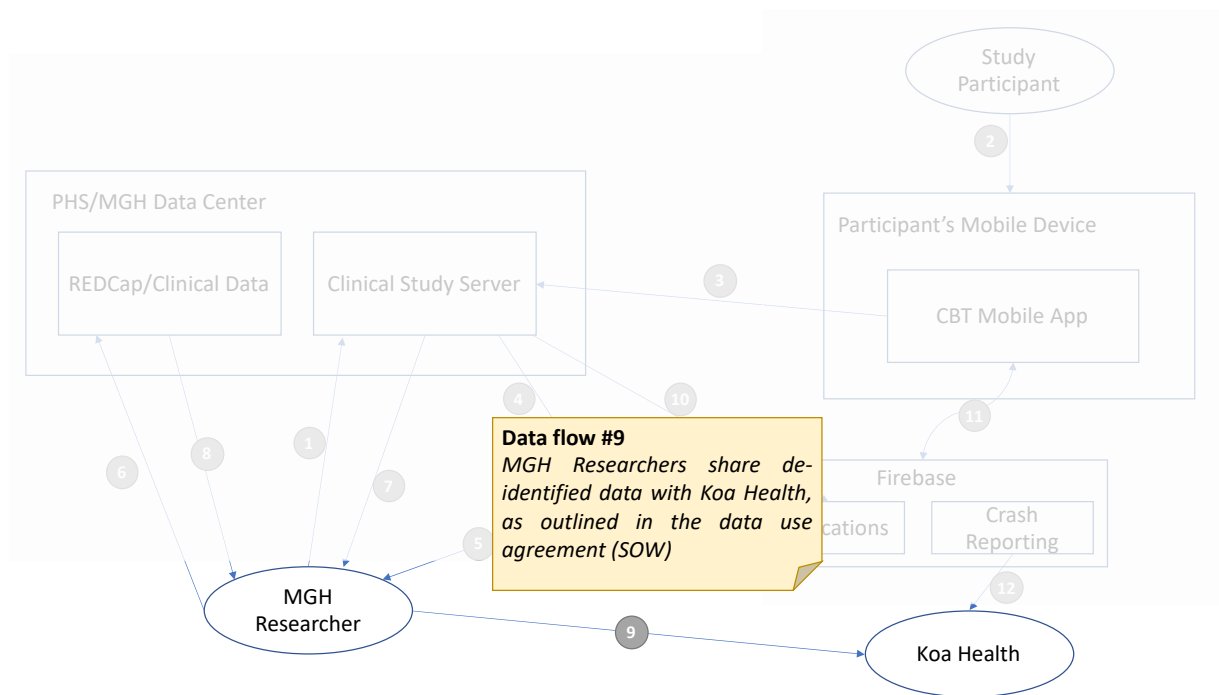 Study
Participant
2
PHS/MGH Data Center
REDCap/Clinical Data
Clinical Study Server
Participant's Mobile Device
CBT Mobile App
3
4
10
11
6
8
1
7
5
Data flow #9
MGH Researchers share de-
identified data with Koa Health,
as outlined in the data use
agreement (SOW)
Firebase
cations
Crash
Reporting
12
MGH
Researcher
9
Koa Health